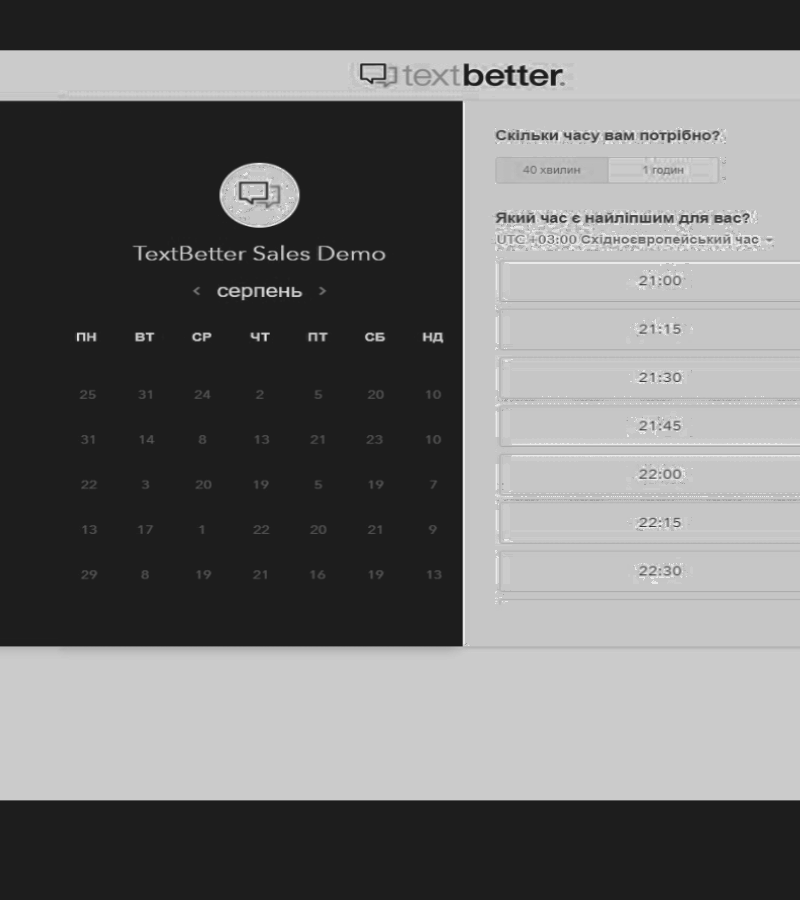 textbetter.
TextBetter Sales Demo
< серпень >
ПН ВТ СР ЧТ ПТ СБ НД
25 31 24 2 5 20 10
31 14 8 13 21 23 10
22 3 20 19 5 19 7
13 17 1 22 20 21 9
29 8 19 21 16 19 13
Скільки часу вам потрібно?
40 хвилин 1 годин
Який час є найліпшим для вас?
UTC +03:00 Східноєвропейський час
21:00
21:15
21:30
21:45
22:00
22:15
22:30